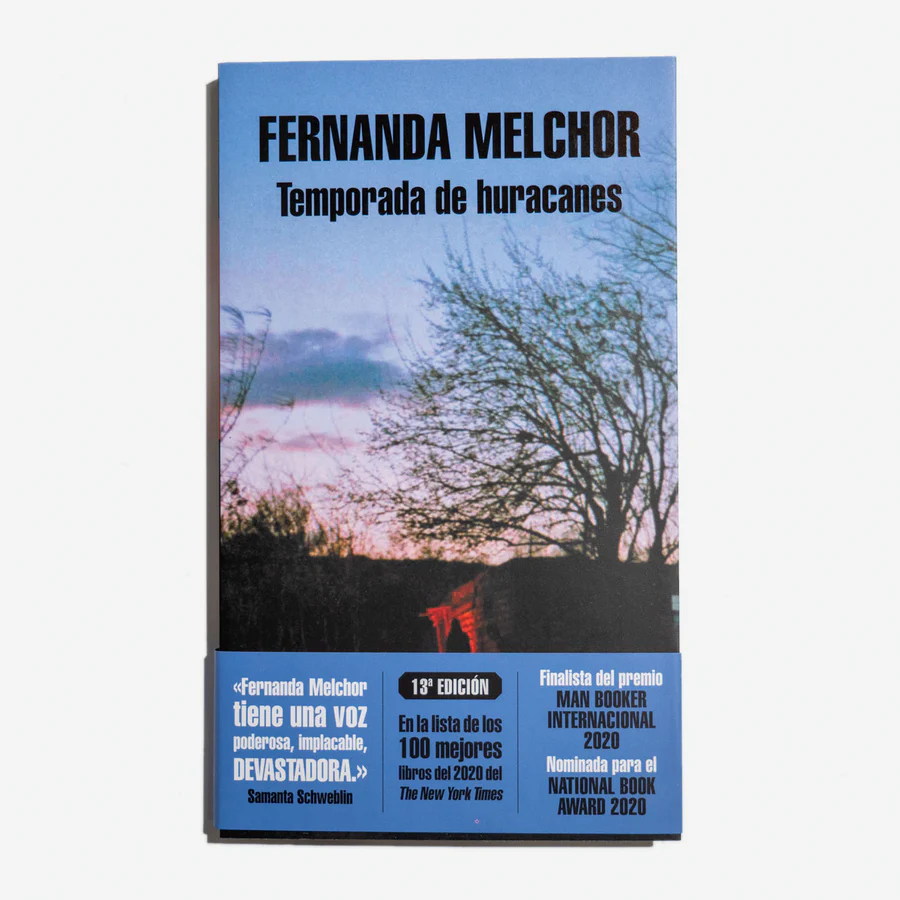 FERNANDA MELCHOR
Temporada de huracanes
«Fernanda Melchor
tiene una voz
poderosa, implacable,
DEVASTADORA.»
Samanta Schweblin
13ª EDICIÓN
En la lista de los
100 mejores
libros del 2020 del
The New York Times
Finalista del premio
MAN BOOKER
INTERNACIONAL
2020
Nominada para el
NATIONAL BOOK
AWARD 2020